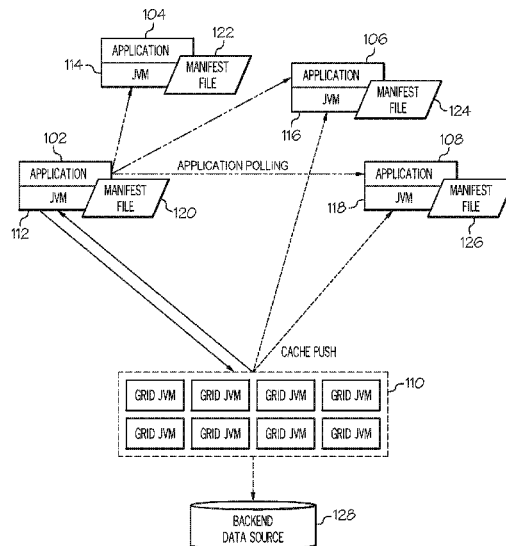 104
122
APPLICATION
JVM
MANIFEST
FILE
114
106
APPLICATION
JVM
MANIFEST
FILE
116
124
102
APPLICATION
JVM
MANIFEST
FILE
112
120
APPLICATION POLLING
108
APPLICATION
JVM
MANIFEST
FILE
118
126
CACHE PUSH
110
GRID JVM GRID JVM GRID JVM GRID JVM
GRID JVM GRID JVM GRID JVM GRID JVM
BACKEND
DATA SOURCE
128